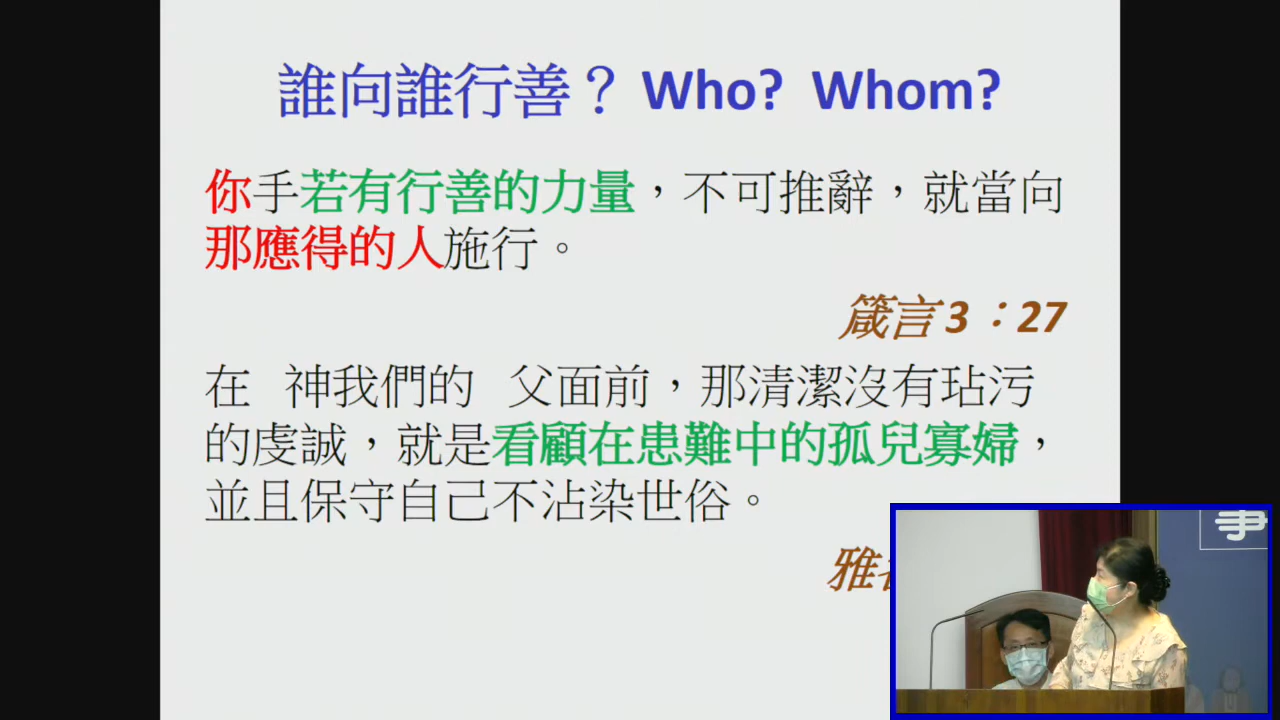 誰向誰行善？ Who? Whom?
你手若有行善的力量，不可推辭，就當向
那應得的人施行。
箴言 3：27
在 神我們的 父面前，那清潔沒有玷污
的虔誠，就是看顧在患難中的孤兒寡婦，
並且保守自己不沾染世俗。
雅